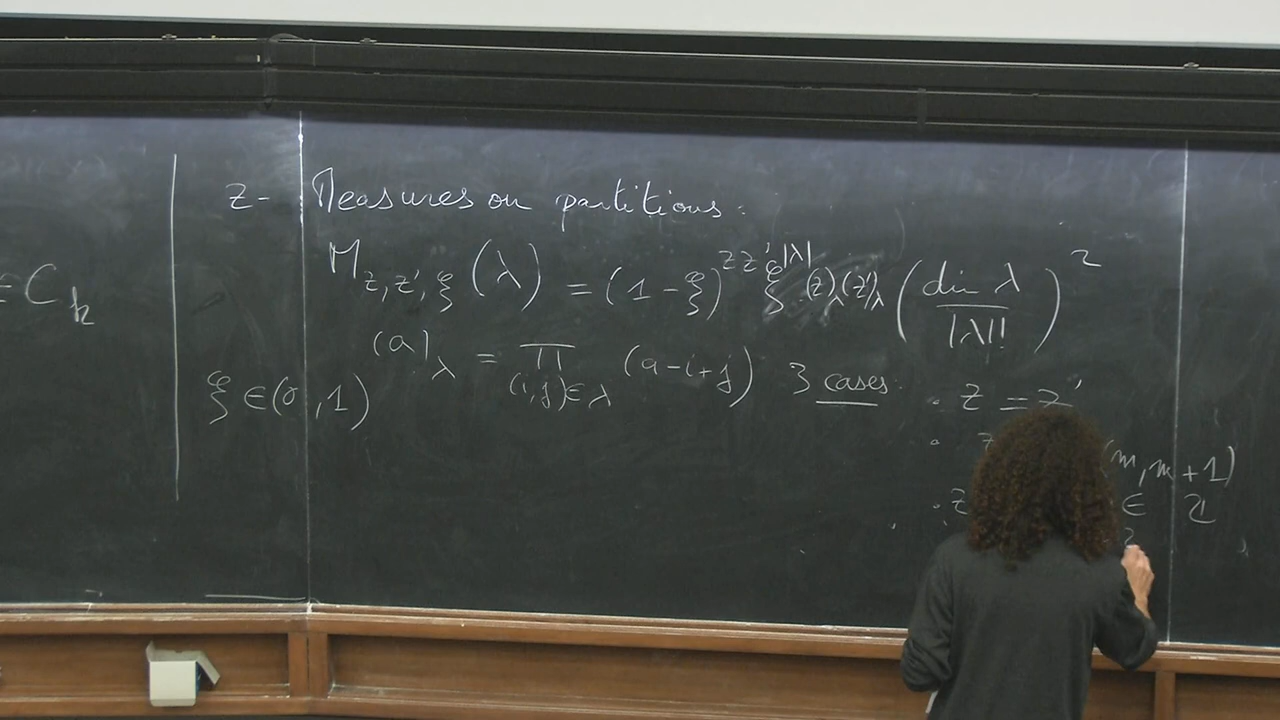 z- Measures on partitions:
= C_k
M_{z,z',ξ}(λ) = (1-ξ)^{zz'} ξ^{|λ|} (z)_λ (z')_λ (dim λ / |λ|!)^2
(a)_λ = ∏_{(i,j)∈λ} (a-i+j)
ξ ∈ (0,1)
3 cases:
· z = z'
· z (m, m+1)
· z ∈ ℤ